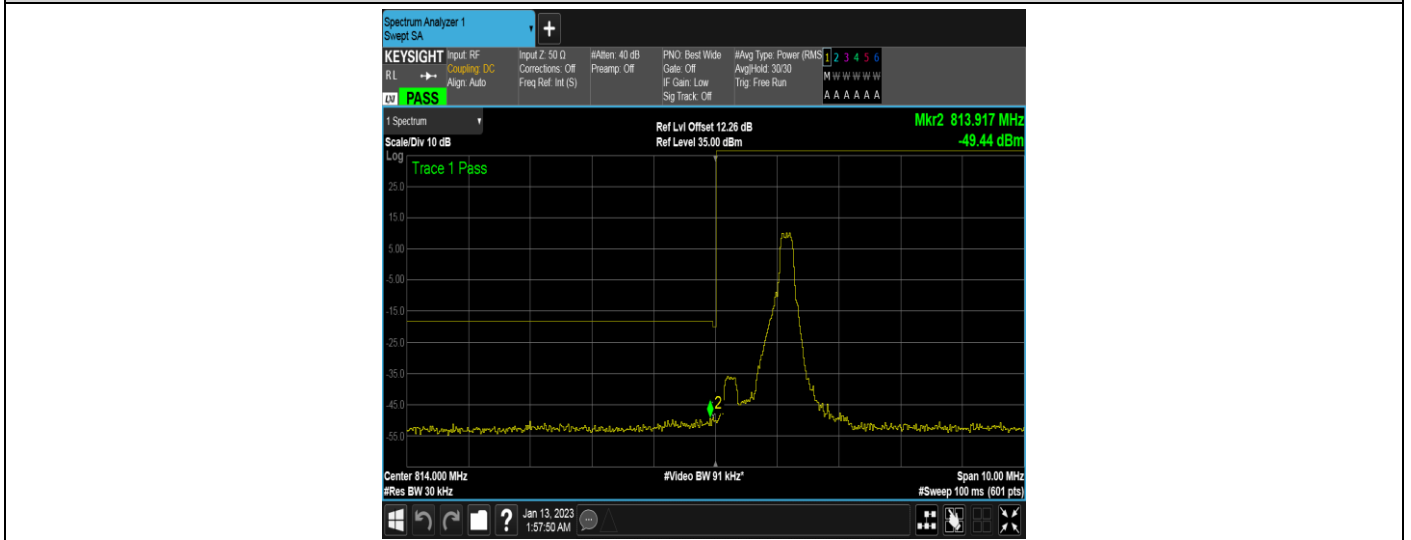 Spectrum Analyzer 1
Swept SA
+
KEYSIGHT Input: RF Input Z: 50 Ω #Atten: 40 dB PNO: Best Wide #Avg Type: Power (RMS 1 2 3 4 5 6
RL Coupling: DC Corrections: Off Preamp: Off Gate: Off Avg|Hold: 30/30 M W W W W W
Align: Auto Freq Ref: Int (S) IF Gain: Low Trig: Free Run
LXI PASS Sig Track: Off A A A A A A
1 Spectrum Ref Lvl Offset 12.26 dB Mkr2 813.917 MHz
Scale/Div 10 dB Ref Level 35.00 dBm -49.44 dBm
Log
Trace 1 Pass
25.0
15.0
5.00
-5.00
-15.0
-25.0
-35.0
-45.0
2
-55.0
Center 814.000 MHz #Video BW 91 kHz* Span 10.00 MHz
#Res BW 30 kHz #Sweep 100 ms (601 pts)
? Jan 13, 2023
1:57:50 AM